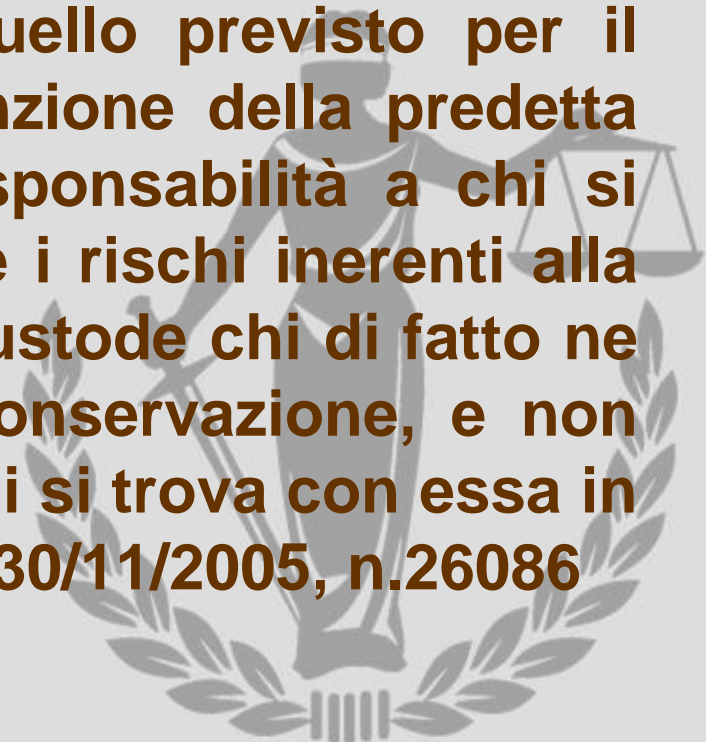 uello previsto per il
nzione della predetta
sponsabilità a chi si
e i rischi inerenti alla
ustode chi di fatto ne
onservazione, e non
i si trova con essa in
30/11/2005, n.26086